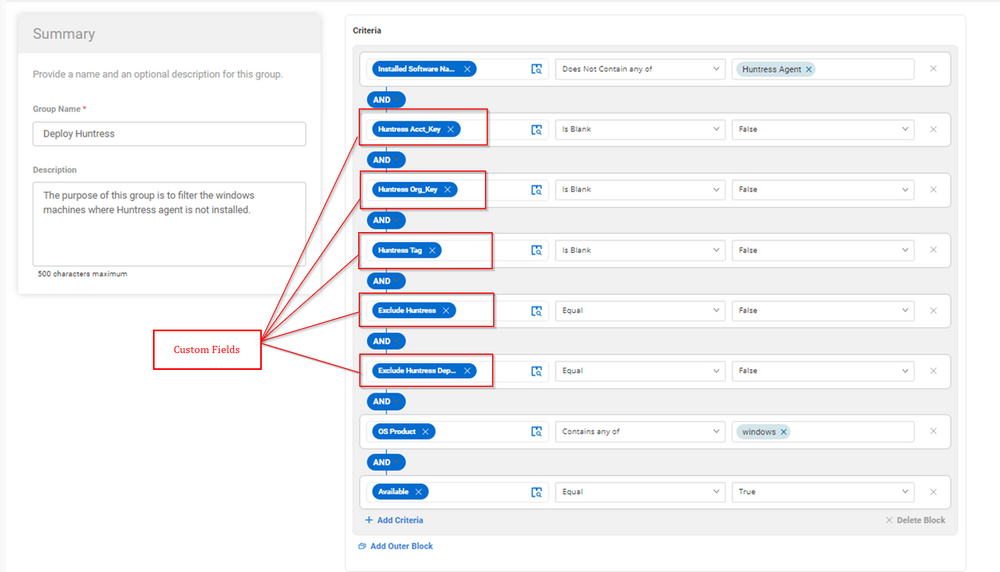 Summary
Provide a name and an optional description for this group.
Group Name *
Deploy Huntress
Description
The purpose of this group is to filter the windows
machines where Huntress agent is not installed.
500 characters maximum
Custom Fields
Criteria
Installed Software Na... Does Not Contain any of Huntress Agent
AND
Huntress Acct_Key Is Blank False
AND
Huntress Org_Key Is Blank False
AND
Huntress Tag Is Blank False
AND
Exclude Huntress Equal False
AND
Exclude Huntress Dep... Equal False
AND
OS Product Contains any of windows
AND
Available Equal True
Add Criteria Delete Block
Add Outer Block